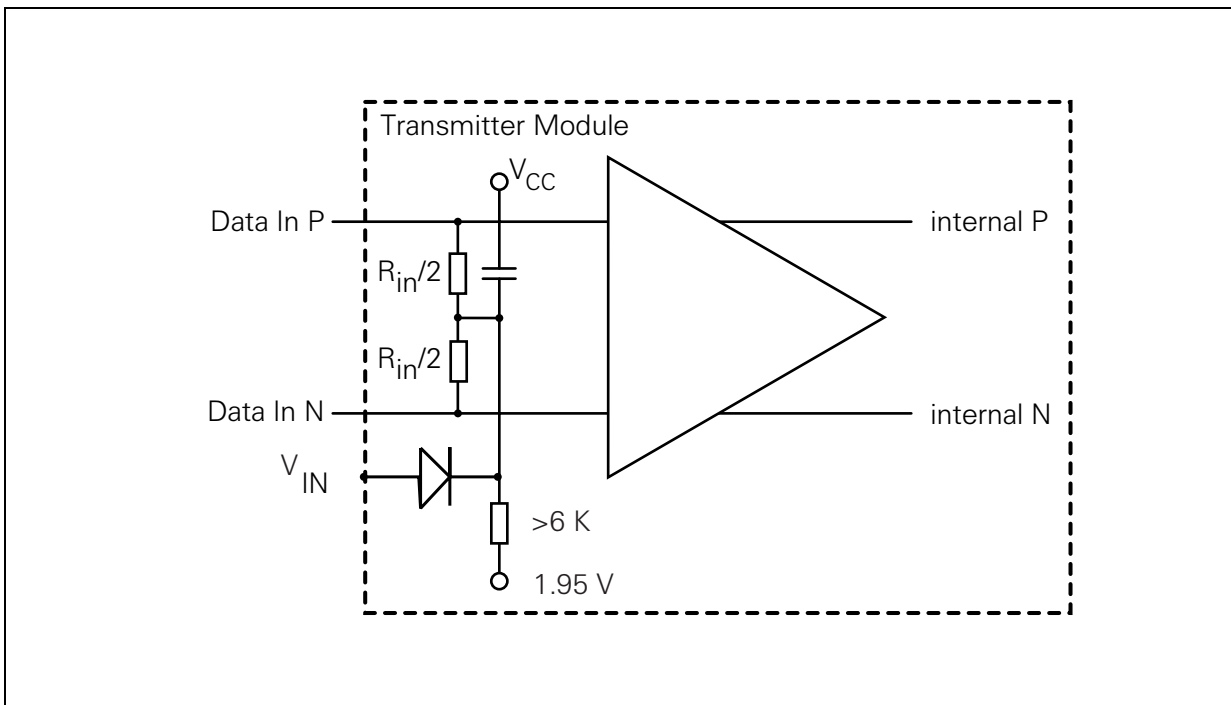 Transmitter Module
VCC
Data In P
internal P
Rin/2
Rin/2
Data In N
internal N
VIN
>6 K
1.95 V